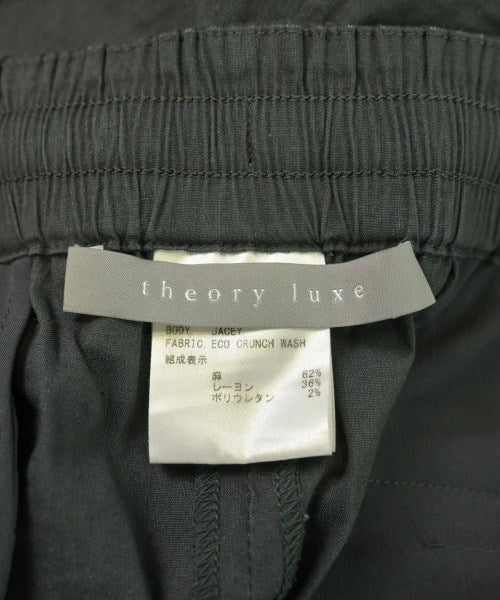 theory luxe
BODY. JAGEY
FABRIC. ECO CRUNCH WASH
組成表示
麻 62%
レーヨン 36%
ポリウレタン 2%